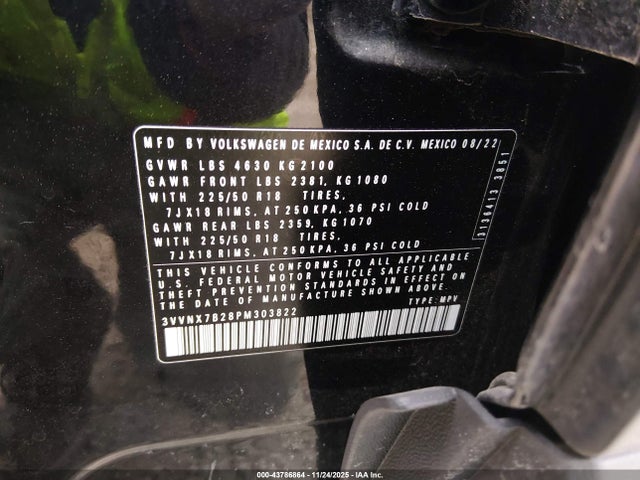 MFD BY VOLKSWAGEN DE MEXICO S.A. DE C.V. MEXICO 08/22
GVWR LBS 4630 KG 2100
GAWR FRONT LBS 2381, KG 1080
WITH 225/50 R18 TIRES,
7JX18 RIMS, AT 250 KPA, 36 PSI COLD
GAWR REAR LBS 2359, KG 1070
WITH 225/50 R18 TIRES,
7JX18 RIMS, AT 250 KPA, 36 PSI COLD
THIS VEHICLE CONFORMS TO ALL APPLICABLE
U.S. FEDERAL MOTOR VEHICLE SAFETY AND
THEFT PREVENTION STANDARDS IN EFFECT ON
DATE OF MANUFACTURE SHOWN ABOVE.
3VVNX7B28PM303822 TYPE: MPV
3136413 3851
000-43786864 - 11/24/2025 - IAA Inc.